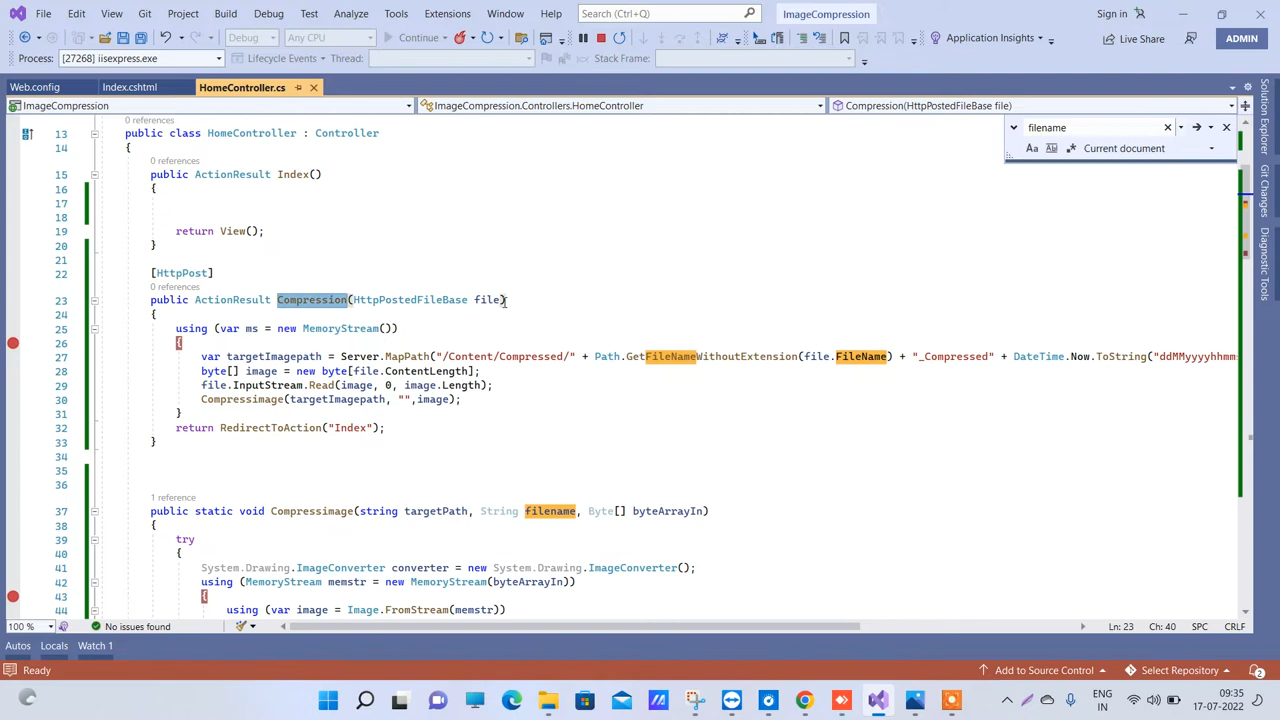 File Edit View Git Project Build Debug Test Analyze Tools Extensions Window Help Search (Ctrl+Q) ImageCompression Sign in
Debug Any CPU Continue Application Insights Live Share ADMIN
Process: [27268] iisexpress.exe Lifecycle Events Thread: Stack Frame:
Web.config Index.cshtml HomeController.cs
ImageCompression ImageCompression.Controllers.HomeController Compression(HttpPostedFileBase file)
filename
Aa Ab Current document
0 references
13 public class HomeController : Controller
14 {
0 references
15 public ActionResult Index()
16 {
17
18
19 return View();
20 }
21
22 [HttpPost]
0 references
23 public ActionResult Compression(HttpPostedFileBase file)
24 {
25 using (var ms = new MemoryStream())
26 {
27 var targetImagepath = Server.MapPath("/Content/Compressed/" + Path.GetFileNameWithoutExtension(file.FileName) + "_Compressed" + DateTime.Now.ToString("ddMMyyyyhhmm
28 byte[] image = new byte[file.ContentLength];
29 file.InputStream.Read(image, 0, image.Length);
30 Compressimage(targetImagepath, "",image);
31 }
32 return RedirectToAction("Index");
33 }
34
35
36
1 reference
37 public static void Compressimage(string targetPath, String filename, Byte[] byteArrayIn)
38 {
39 try
40 {
41 System.Drawing.ImageConverter converter = new System.Drawing.ImageConverter();
42 using (MemoryStream memstr = new MemoryStream(byteArrayIn))
43 {
44 using (var image = Image.FromStream(memstr))
100 % No issues found Ln: 23 Ch: 40 SPC CRLF
Autos Locals Watch 1
Ready Add to Source Control Select Repository 2
ENG
IN
09:35
17-07-2022
Solution Explorer
Git Changes
Diagnostic Tools